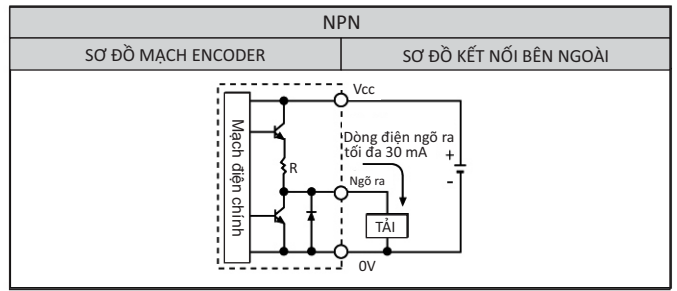 NPN
SƠ ĐỒ MẠCH ENCODER
SƠ ĐỒ KẾT NỐI BÊN NGOÀI
Vcc
Mạch điện chính
R
Dòng điện ngõ ra
tối đa 30 mA
+
-
Ngõ ra
TẢI
0V